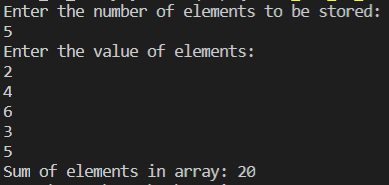 Enter the number of elements to be stored:
5
Enter the value of elements:
2
4
6
3
5
Sum of elements in array: 20